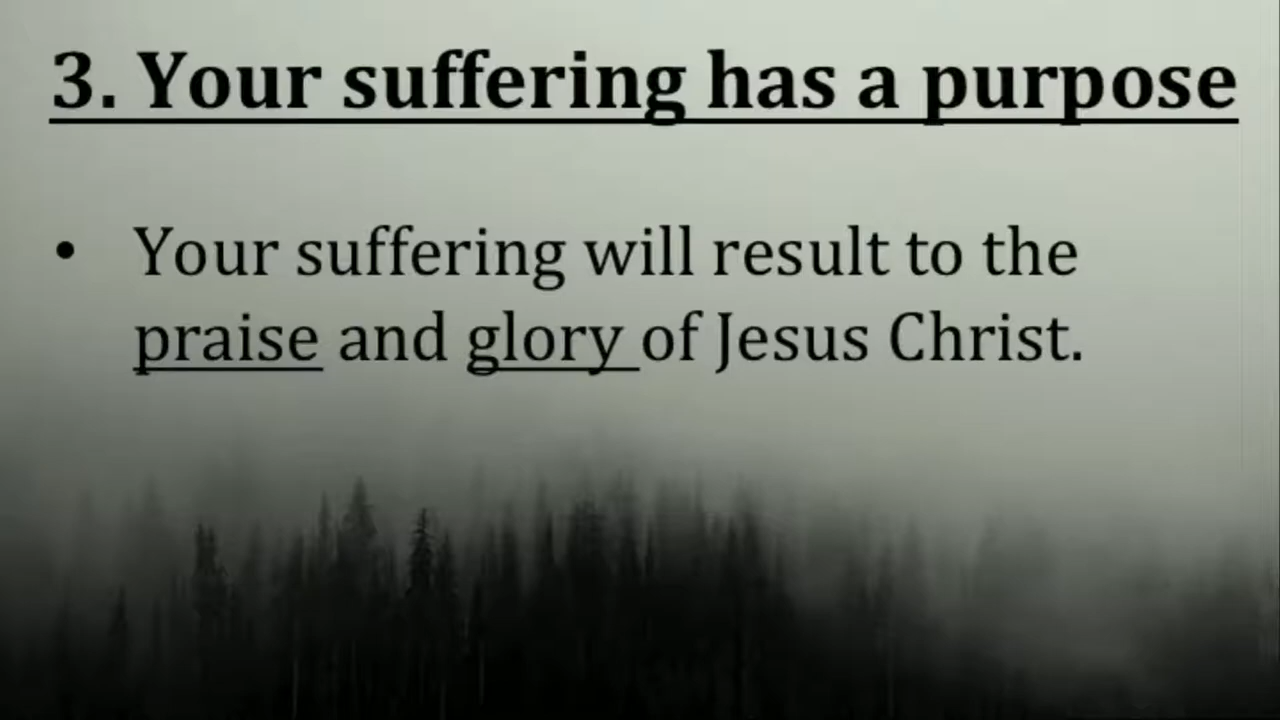 3. Your suffering has a purpose
• Your suffering will result to the
praise and glory of Jesus Christ.